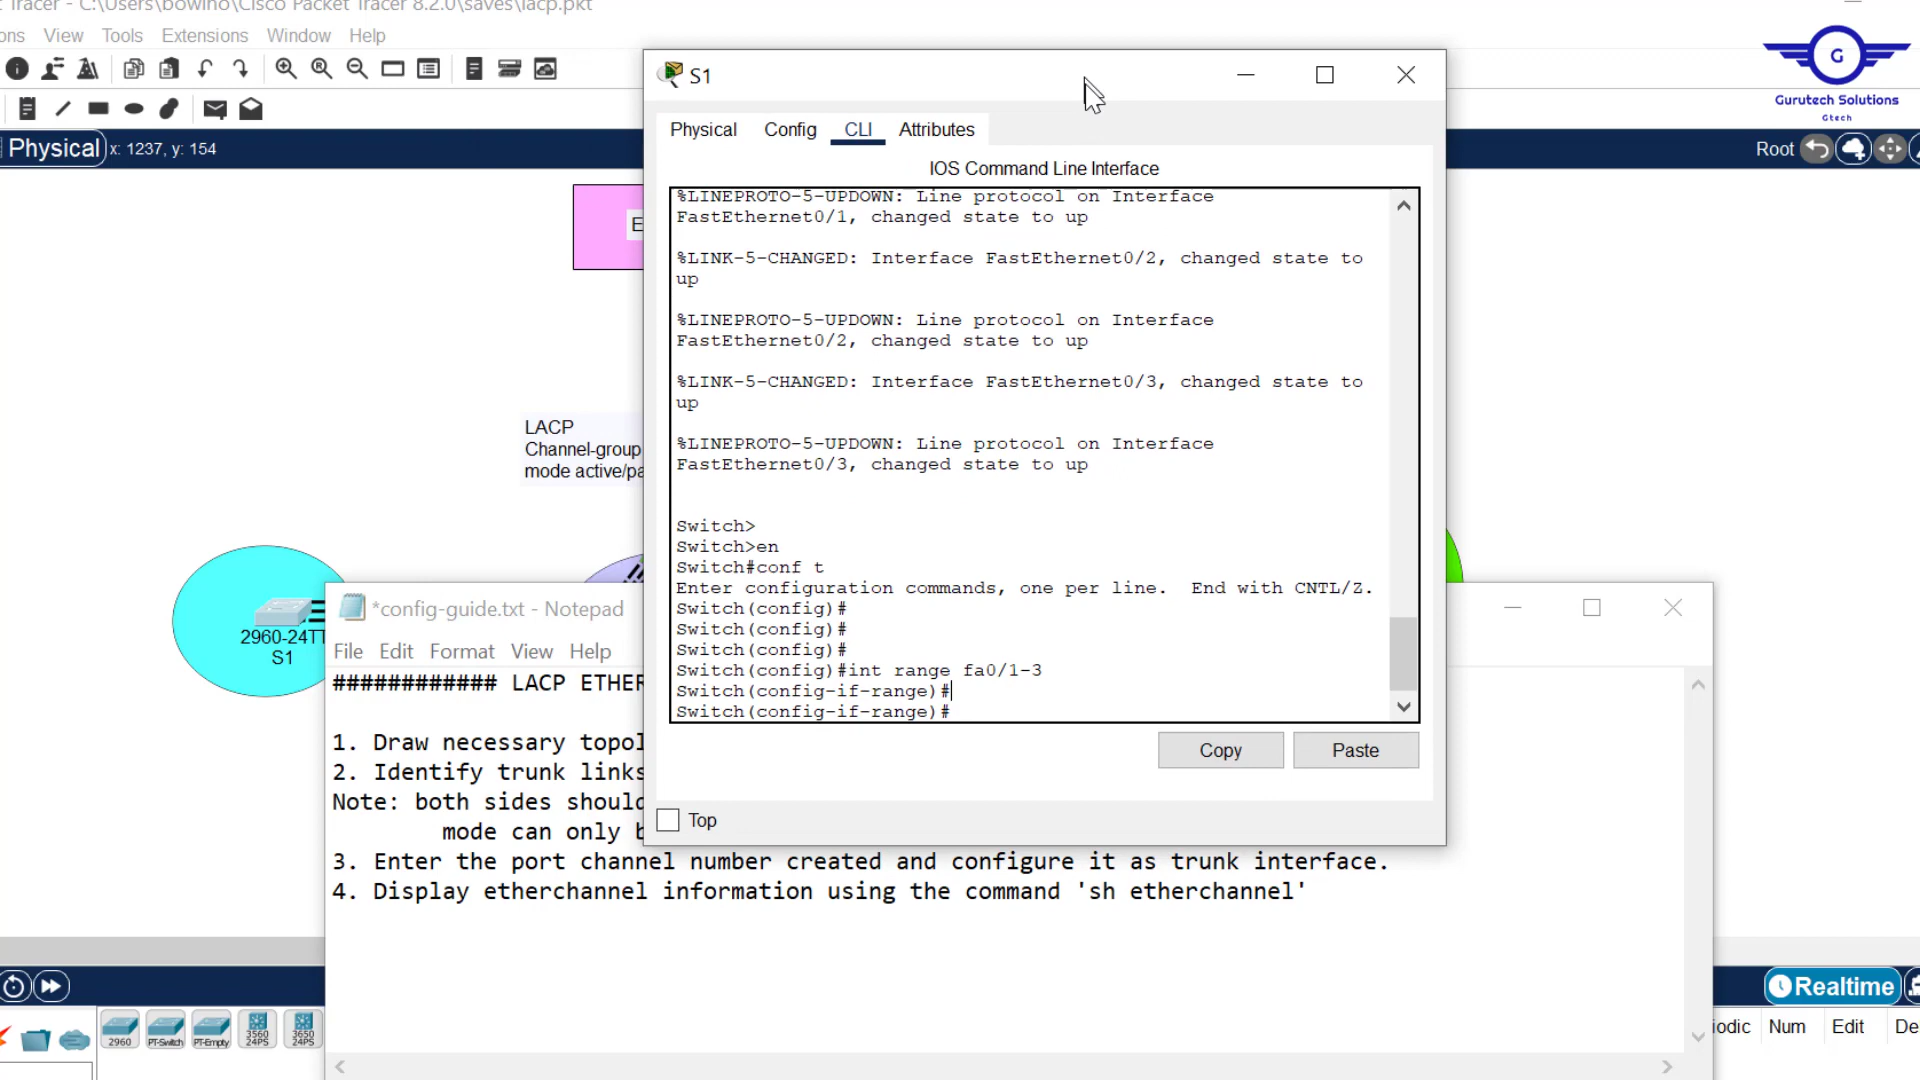 Tracer - C:\Users\bowino\Cisco Packet Tracer 8.2.0\saves\lacp.pkt
View Tools Extensions Window Help
G
Gurutech Solutions
Gtech
Physical x: 1237, y: 154
Root
S1
Physical Config CLI Attributes
IOS Command Line Interface
%LINEPROTO-5-UPDOWN: Line protocol on Interface
FastEthernet0/1, changed state to up
%LINK-5-CHANGED: Interface FastEthernet0/2, changed state to
up
%LINEPROTO-5-UPDOWN: Line protocol on Interface
FastEthernet0/2, changed state to up
%LINK-5-CHANGED: Interface FastEthernet0/3, changed state to
up
%LINEPROTO-5-UPDOWN: Line protocol on Interface
FastEthernet0/3, changed state to up
Switch>
Switch>en
Switch#conf t
Enter configuration commands, one per line.  End with CNTL/Z.
Switch(config)#
Switch(config)#
Switch(config)#
Switch(config)#int range fa0/1-3
Switch(config-if-range)#
Switch(config-if-range)#
Copy Paste
Top
LACP
Channel-group
mode active/pa
2960-24TT
S1
*config-guide.txt - Notepad
File Edit Format View Help
############ LACP ETHER
1. Draw necessary topol
2. Identify trunk links
Note: both sides should
mode can only b
3. Enter the port channel number created and configure it as trunk interface.
4. Display etherchannel information using the command 'sh etherchannel'
Realtime
2960 PT-Switch PT-Empty 3560 24PS 3650 24PS
iodic Num Edit De